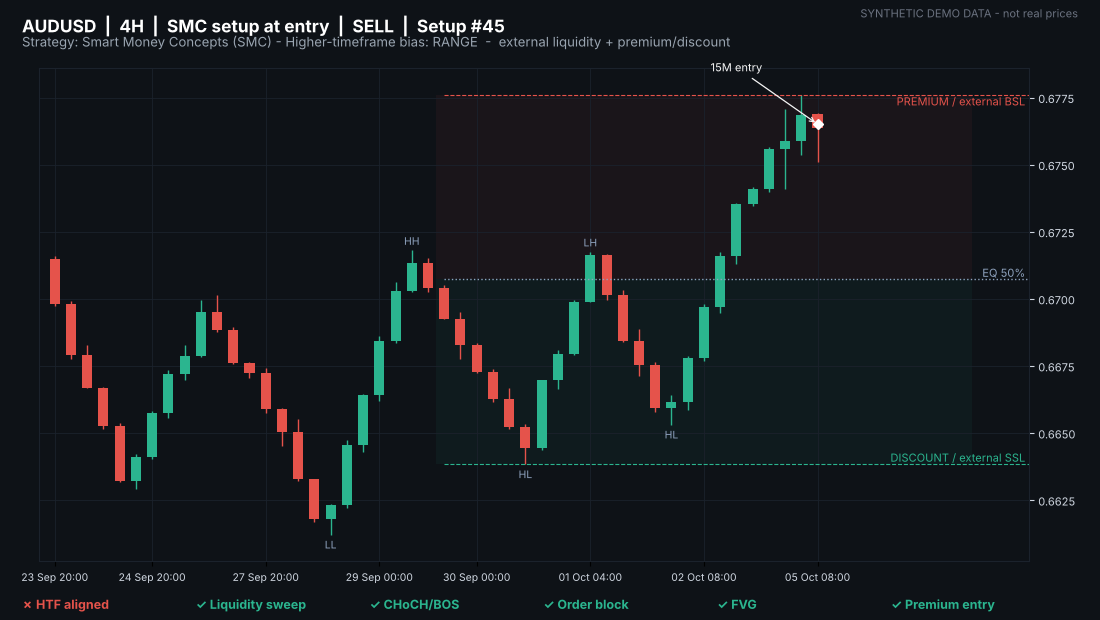 SYNTHETIC DEMO DATA - not real prices
AUDUSD | 4H | SMC setup at entry | SELL | Setup #45
Strategy: Smart Money Concepts (SMC) - Higher-timeframe bias: RANGE - external liquidity + premium/discount
15M entry
PREMIUM / external BSL
0.6775
0.6750
HH
LH
0.6725
EQ 50%
0.6700
0.6675
HL
0.6650
DISCOUNT / external SSL
HL
0.6625
LL
23 Sep 20:00
24 Sep 20:00
27 Sep 20:00
29 Sep 00:00
30 Sep 00:00
01 Oct 04:00
02 Oct 08:00
05 Oct 08:00
× HTF aligned
✓ Liquidity sweep
✓ CHoCH/BOS
✓ Order block
✓ FVG
✓ Premium entry